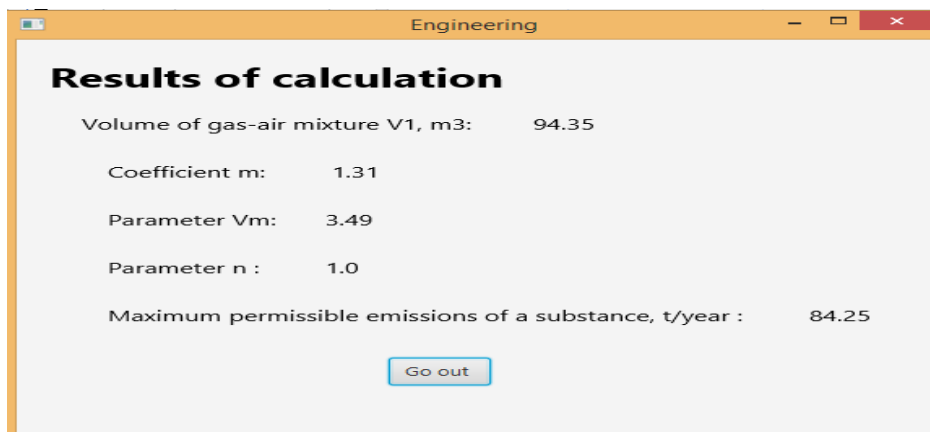 Engineering
Results of calculation
Volume of gas-air mixture V1, m3: 94.35
Coefficient m: 1.31
Parameter Vm: 3.49
Parameter n : 1.0
Maximum permissible emissions of a substance, t/year : 84.25
Go out